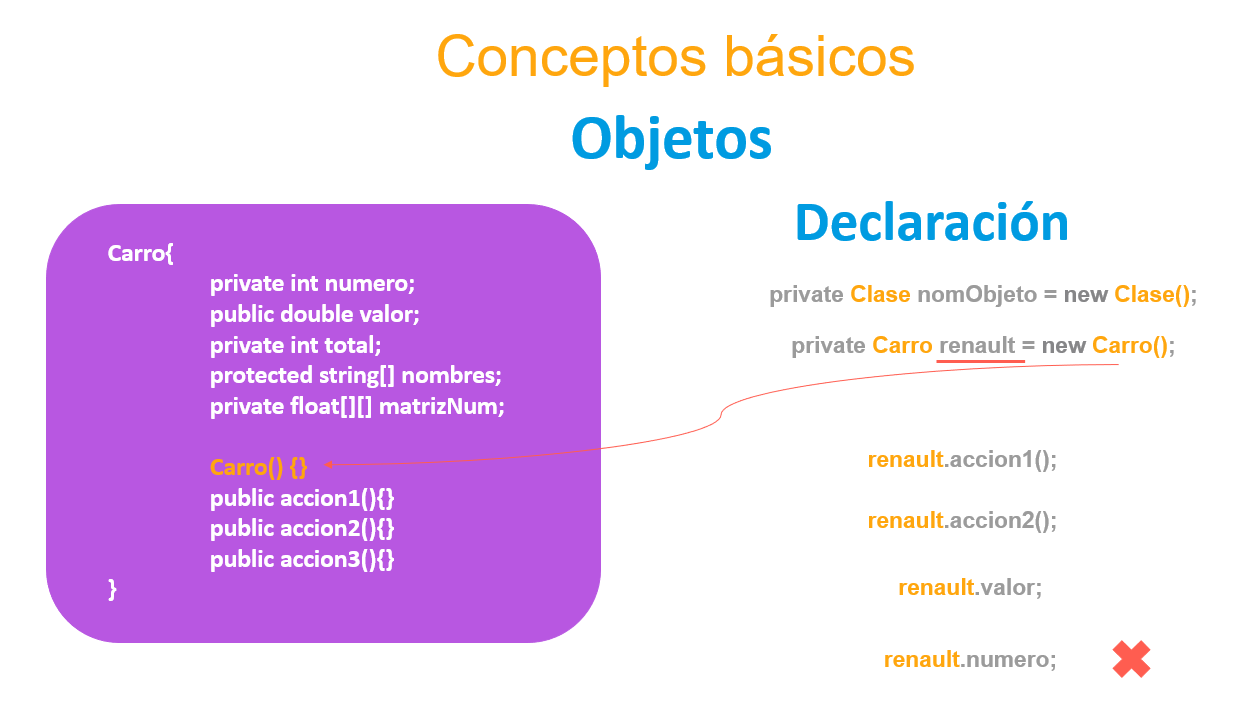 Conceptos básicos
Objetos
Carro{
private int numero;
public double valor;
private int total;
protected string[] nombres;
private float[][] matrizNum;
Carro() {}
public accion1(){}
public accion2(){}
public accion3(){}
}
Declaración
private Clase nomObjeto = new Clase();
private Carro renault = new Carro();
renault.accion1();
renault.accion2();
renault.valor;
renault.numero;